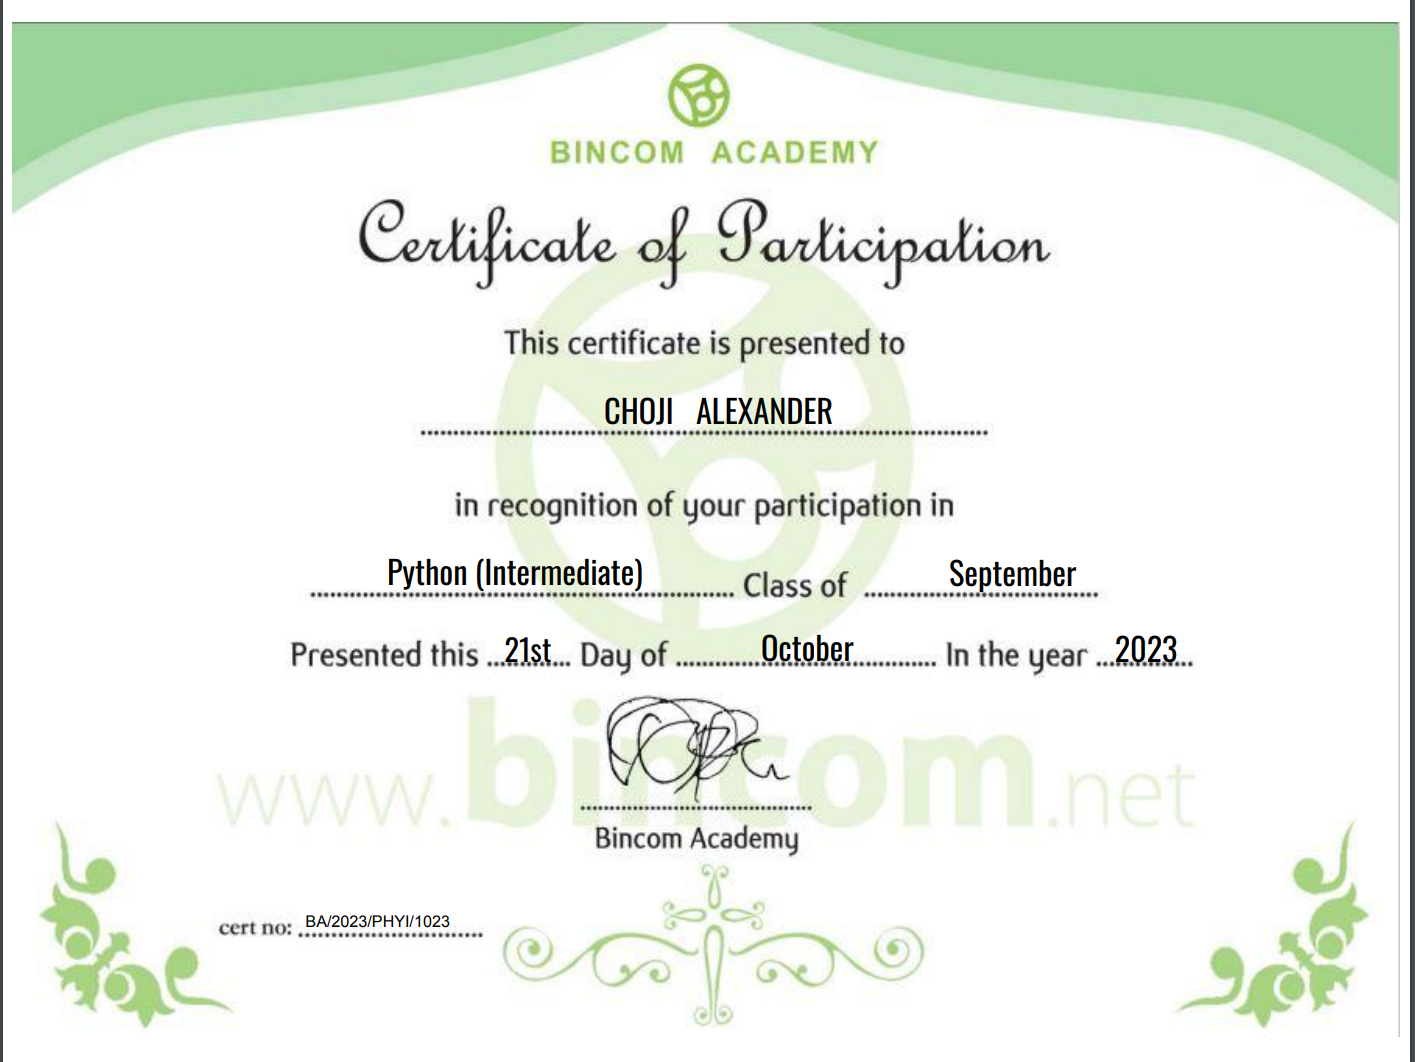 BINCOM ACADEMY
Certificate of Participation
This certificate is presented to
CHOJI ALEXANDER
in recognition of your participation in
Python (Intermediate) Class of September
Presented this 21st Day of October In the year 2023
www.bincom.net
Bincom Academy
cert no: BA/2023/PHYI/1023